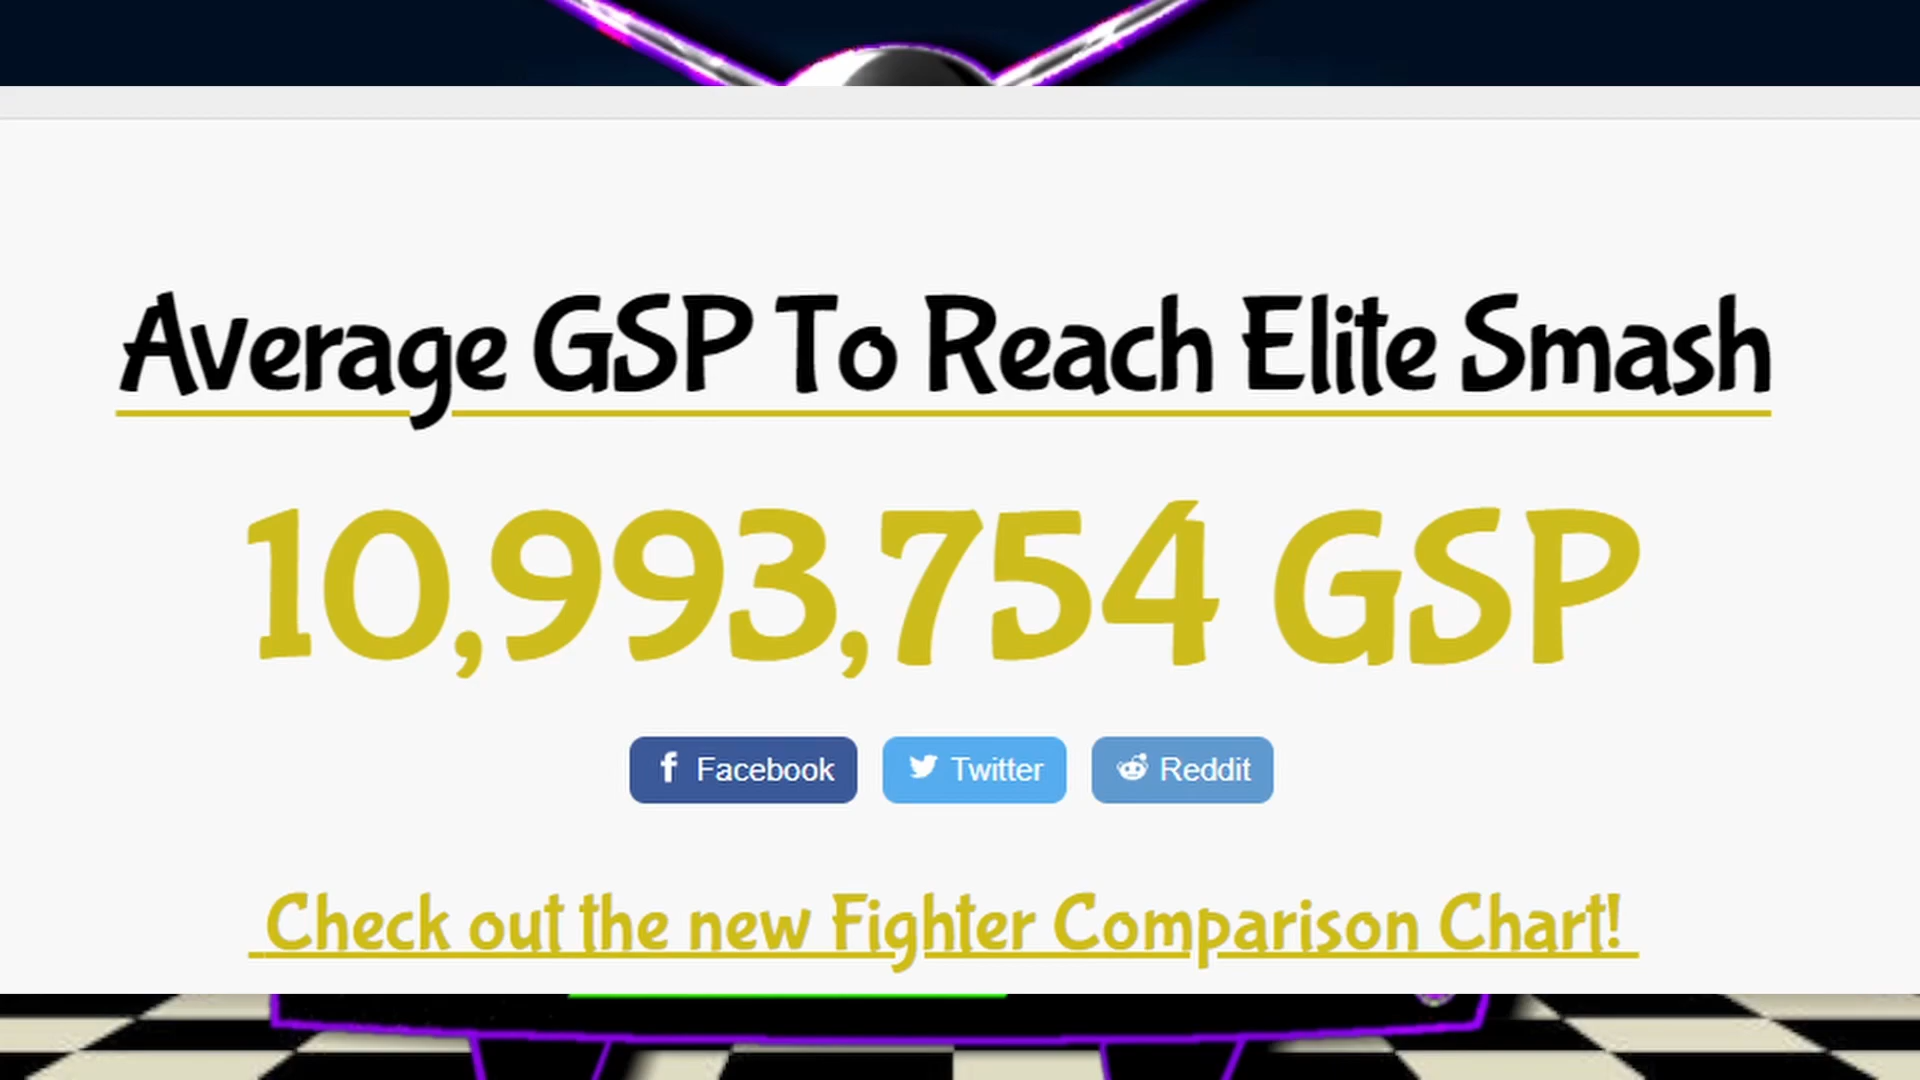 Average GSP To Reach Elite Smash
10,993,754 GSP
Facebook Twitter Reddit
Check out the new Fighter Comparison Chart!